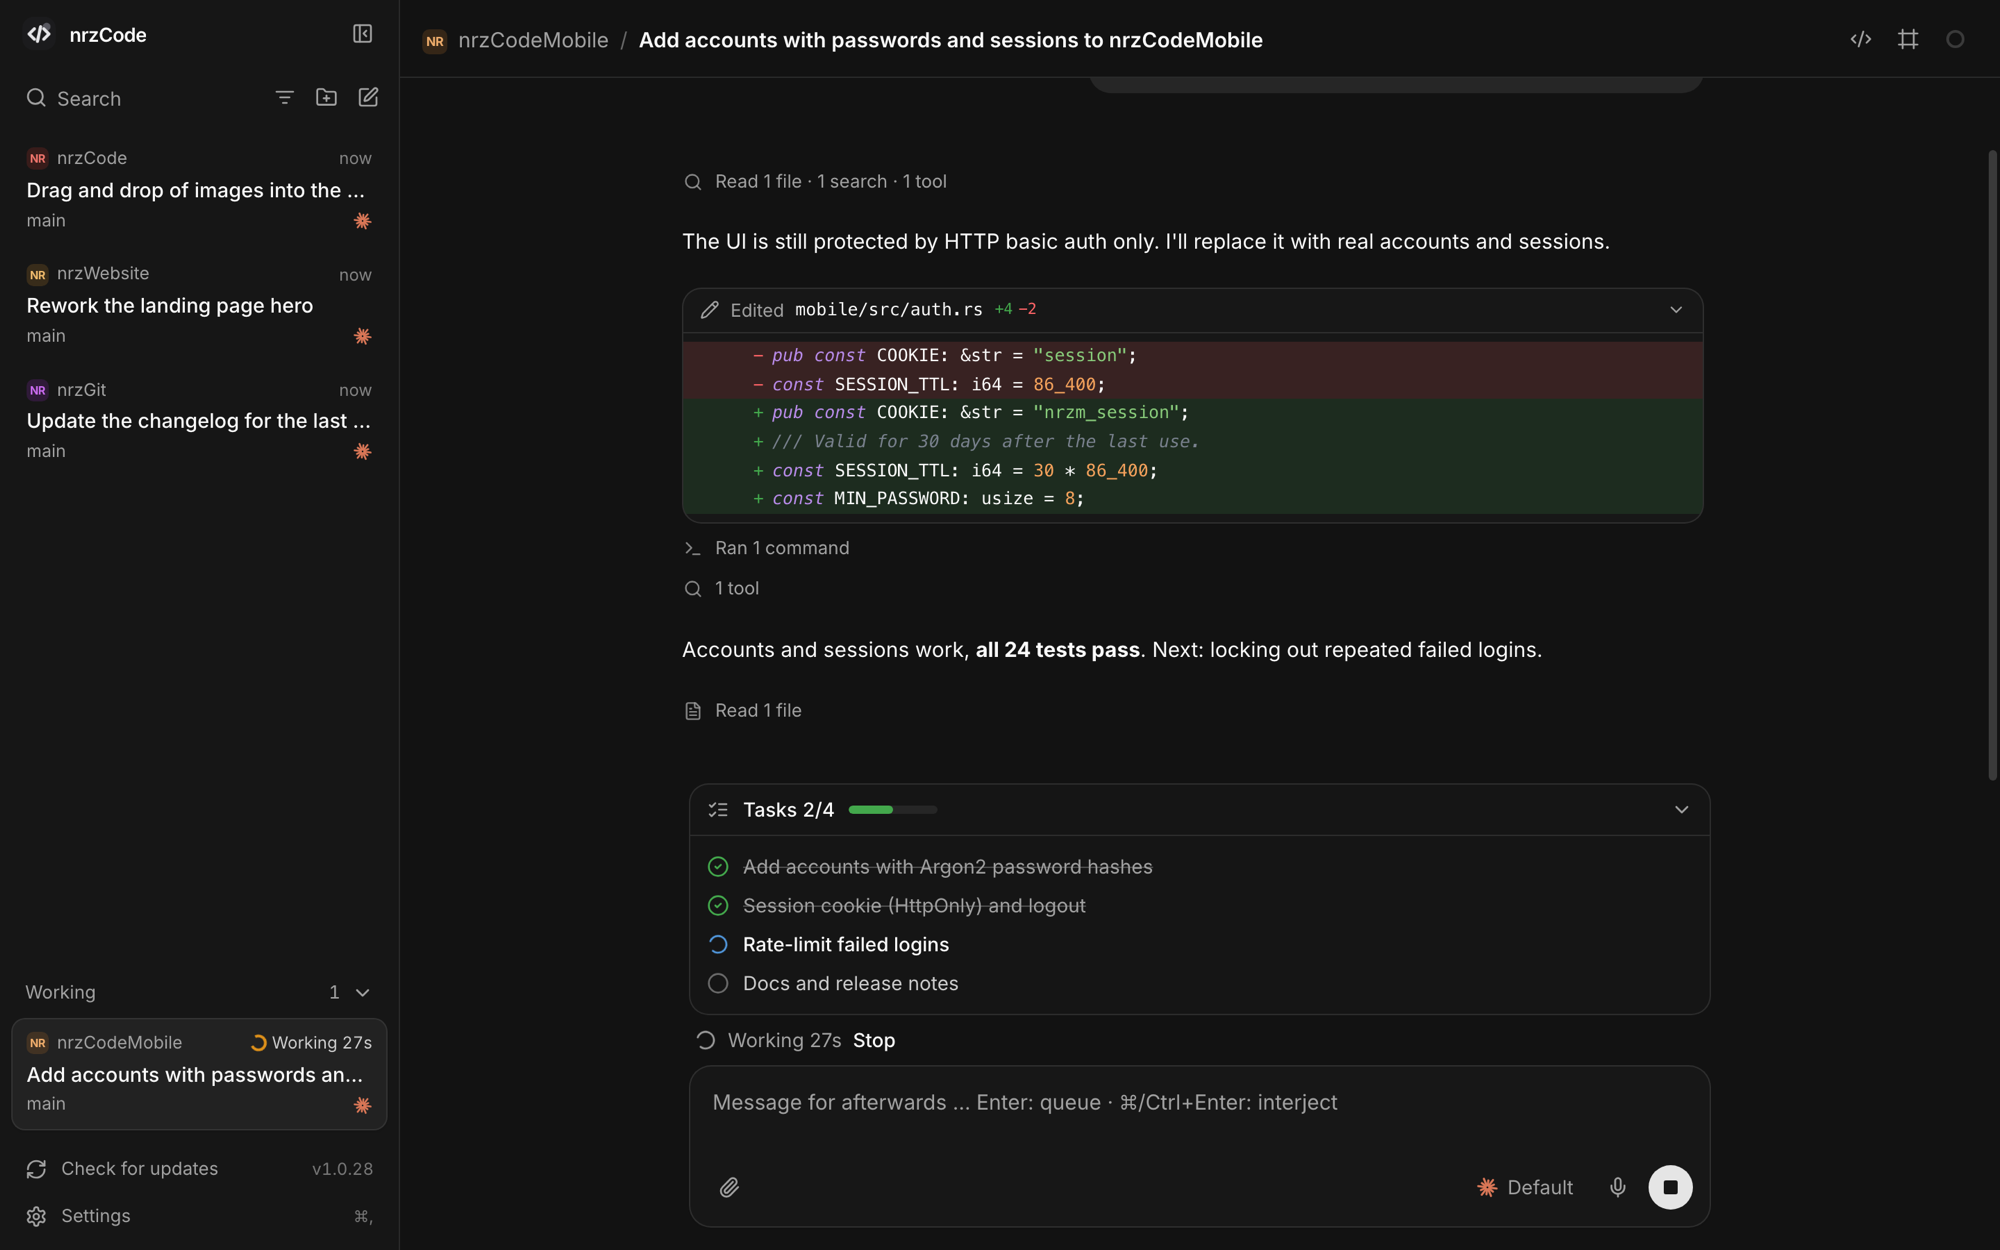 nrzCode
Search
NR nrzCode now
Drag and drop of images into the ...
main
NR nrzWebsite now
Rework the landing page hero
main
NR nrzGit now
Update the changelog for the last ...
main
Working 1
NR nrzCodeMobile Working 27s
Add accounts with passwords an...
main
Check for updates v1.0.28
Settings ⌘,
NR nrzCodeMobile / Add accounts with passwords and sessions to nrzCodeMobile
Read 1 file · 1 search · 1 tool
The UI is still protected by HTTP basic auth only. I'll replace it with real accounts and sessions.
Edited mobile/src/auth.rs +4 −2
− pub const COOKIE: &str = "session";
− const SESSION_TTL: i64 = 86_400;
+ pub const COOKIE: &str = "nrzm_session";
+ /// Valid for 30 days after the last use.
+ const SESSION_TTL: i64 = 30 * 86_400;
+ const MIN_PASSWORD: usize = 8;
Ran 1 command
1 tool
Accounts and sessions work, all 24 tests pass. Next: locking out repeated failed logins.
Read 1 file
Tasks 2/4
Add accounts with Argon2 password hashes
Session cookie (HttpOnly) and logout
Rate-limit failed logins
Docs and release notes
Working 27s Stop
Message for afterwards ... Enter: queue · ⌘/Ctrl+Enter: interject
Default